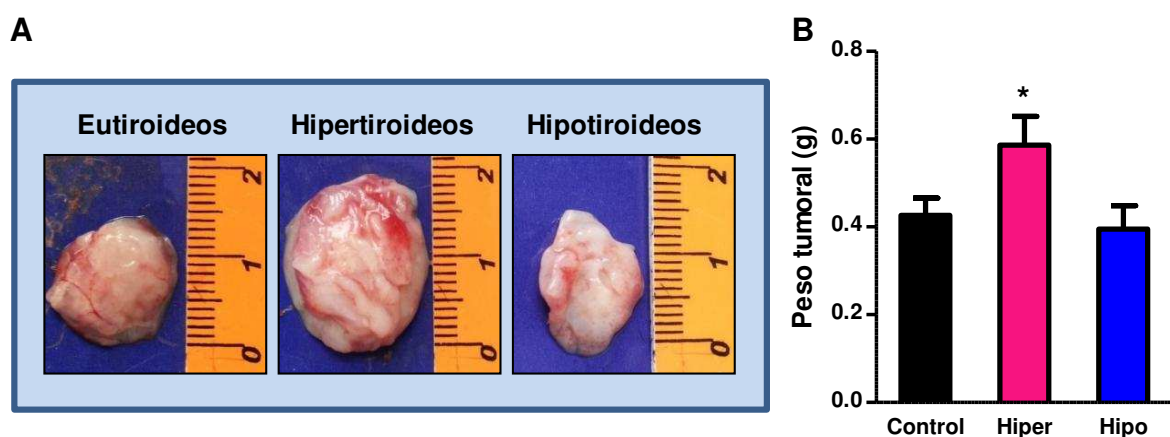 A
Eutiroideos
Hipertiroideos
Hipotiroideos
2
1
0
2
1
0
2
1
0
B
Peso tumoral (g)
0.8
0.6
0.4
0.2
0.0
*
Control
Hiper
Hipo